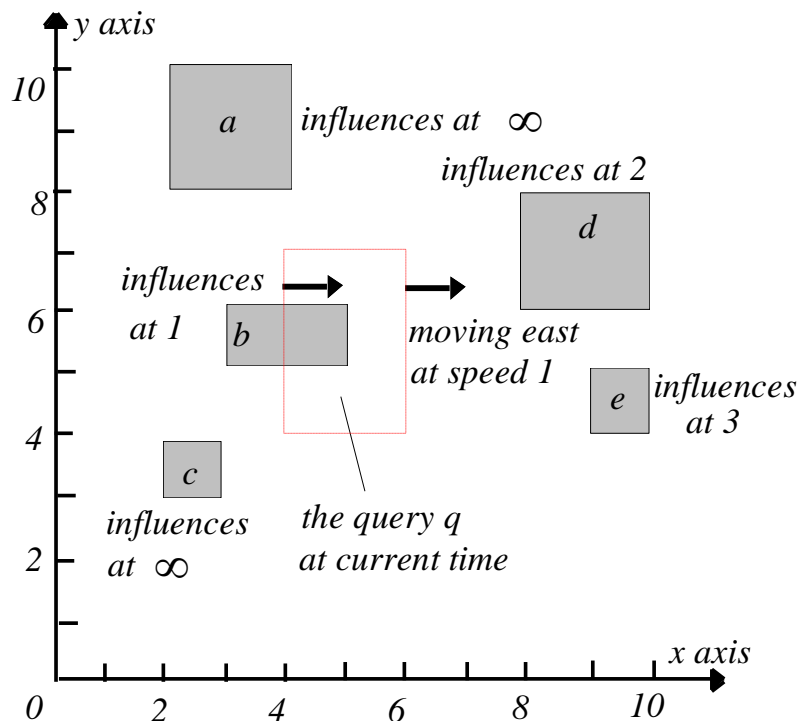 y axis
10
a
influences at ∞
influences at 2
8
d
influences
at 1
b
6
moving east
at speed 1
e
influences
at 3
4
c
influences
at ∞
the query q
at current time
2
x axis
0
2
4
6
8
10